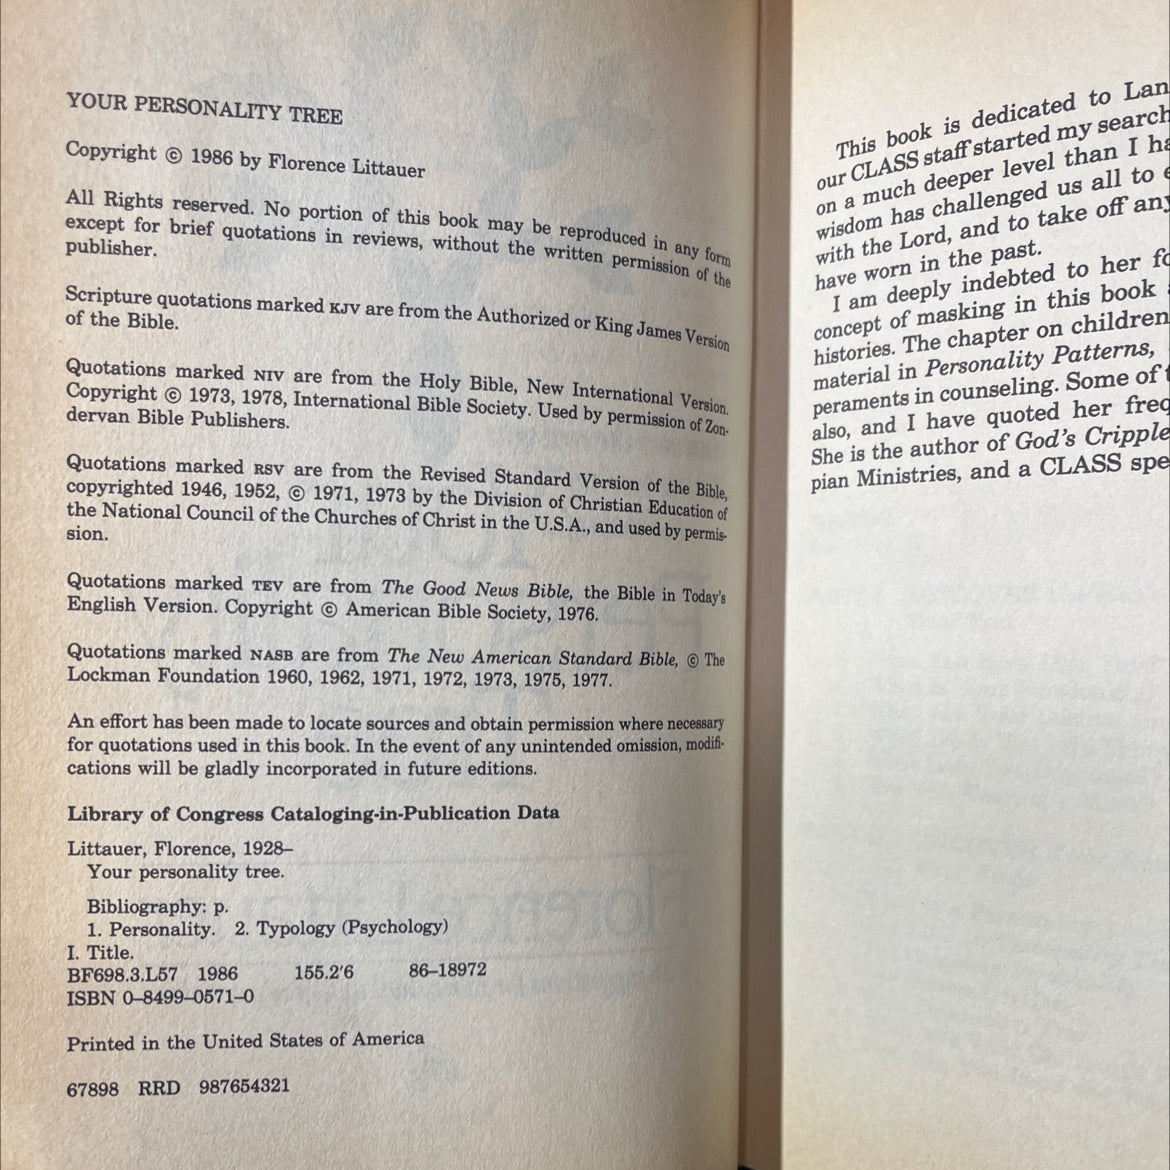 YOUR PERSONALITY TREE
Copyright © 1986 by Florence Littauer
All Rights reserved. No portion of this book may be reproduced in any form
except for brief quotations in reviews, without the written permission of the
publisher.
Scripture quotations marked KJV are from the Authorized or King James Version
of the Bible.
Quotations marked NIV are from the Holy Bible, New International Version.
Copyright © 1973, 1978, International Bible Society. Used by permission of Zon-
dervan Bible Publishers.
Quotations marked RSV are from the Revised Standard Version of the Bible,
copyrighted 1946, 1952, © 1971, 1973 by the Division of Christian Education of
the National Council of the Churches of Christ in the U.S.A., and used by permis-
sion.
Quotations marked TEV are from The Good News Bible, the Bible in Today's
English Version. Copyright © American Bible Society, 1976.
Quotations marked NASB are from The New American Standard Bible, © The
Lockman Foundation 1960, 1962, 1971, 1972, 1973, 1975, 1977.
An effort has been made to locate sources and obtain permission where necessary
for quotations used in this book. In the event of any unintended omission, modifi-
cations will be gladly incorporated in future editions.
Library of Congress Cataloging-in-Publication Data
Littauer, Florence, 1928–
Your personality tree.
Bibliography: p.
1. Personality. 2. Typology (Psychology)
I. Title.
BF698.3.L57 1986 155.2'6 86–18972
ISBN 0–8499–0571–0
Printed in the United States of America
67898 RRD 987654321
This book is dedicated to Lan
our CLASS staff started my search
on a much deeper level than I ha
wisdom has challenged us all to
with the Lord, and to take off any
have worn in the past.
I am deeply indebted to her fo
concept of masking in this book
histories. The chapter on children
material in Personality Patterns,
peraments in counseling. Some of
also, and I have quoted her freq
She is the author of God's Cripple
pian Ministries, and a CLASS spe